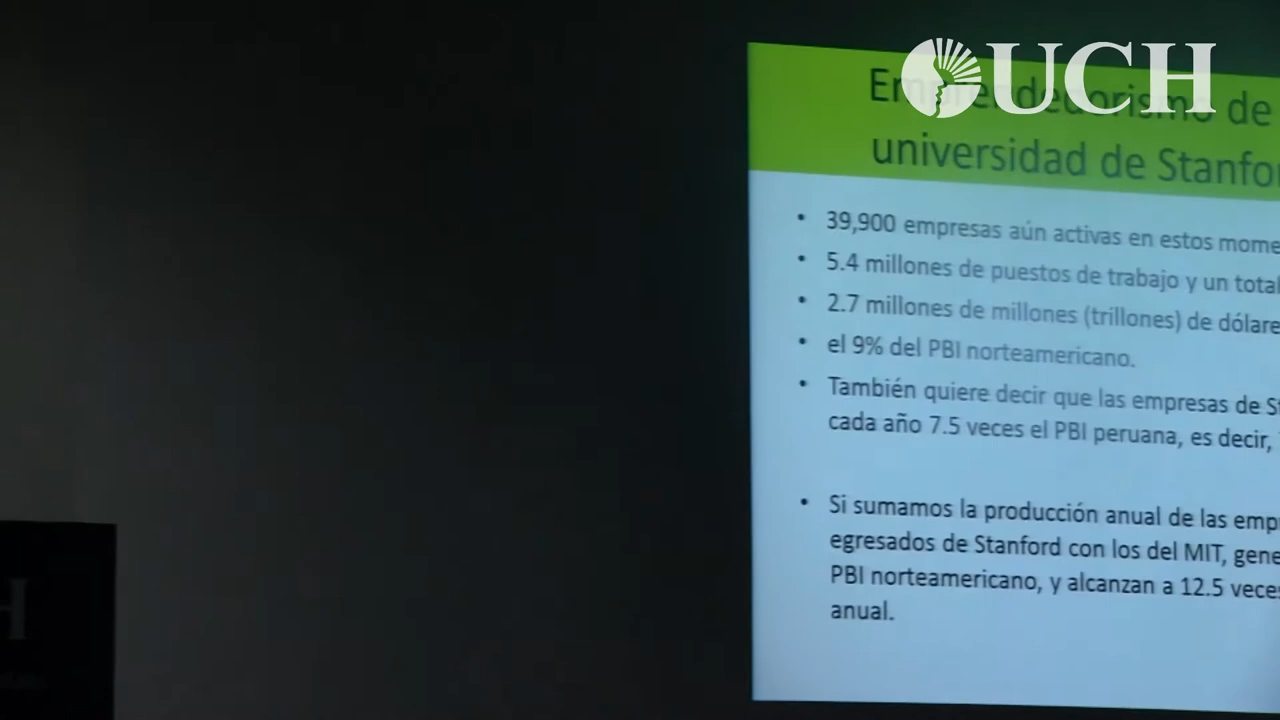 UCH
Emprendedorismo de
universidad de Stanfo
• 39,900 empresas aún activas en estos mome
• 5.4 millones de puestos de trabajo y un total
• 2.7 millones de millones (trillones) de dólare
• el 9% del PBI norteamericano.
• También quiere decir que las empresas de St
cada año 7.5 veces el PBI peruana, es decir,
• Si sumamos la producción anual de las emp
egresados de Stanford con los del MIT, gene
PBI norteamericano, y alcanzan a 12.5 veces
anual.
H